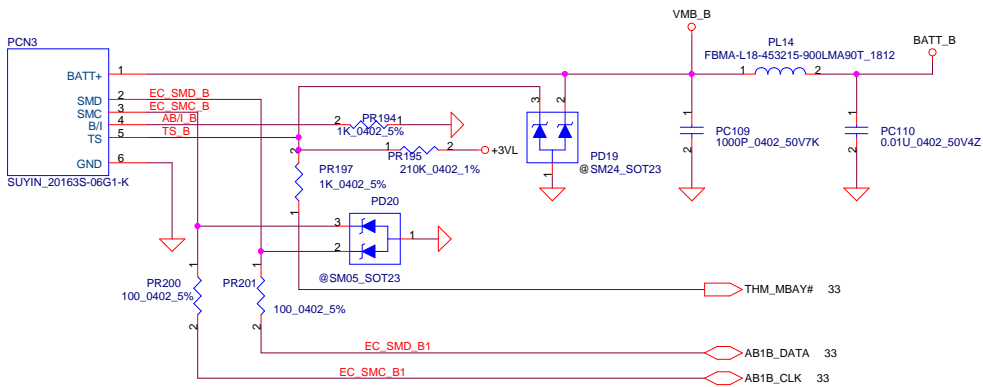 VMB_B
PCN3
PL14
BATT_B
FBMA-L18-453215-900LMA90T_1812
BATT+ 1
1 2
SMD 2 EC_SMD_B
SMC 3 EC_SMC_B
B/I 4 AB/I_B
TS 5 TS_B
GND 6
SUYIN_20163S-06G1-K
2 PR194 1
1K_0402_5%
1 PR195 2
210K_0402_1%
+3VL
3 2
1
PD19
@SM24_SOT23
1
PC109
1000P_0402_50V7K
2
1
PC110
0.01U_0402_50V4Z
2
2
PR197
1K_0402_5%
1
PD20
3
2
1
@SM05_SOT23
1
PR200
100_0402_5%
2
1
PR201
100_0402_5%
2
THM_MBAY# 33
EC_SMD_B1
AB1B_DATA 33
EC_SMC_B1
AB1B_CLK 33